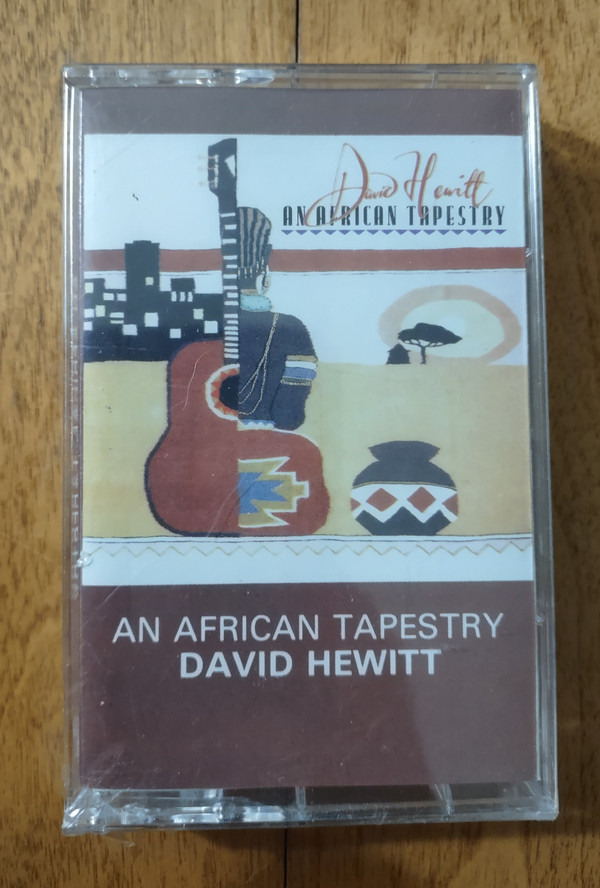 David Hewitt
AN AFRICAN TAPESTRY
AN AFRICAN TAPESTRY
DAVID HEWITT